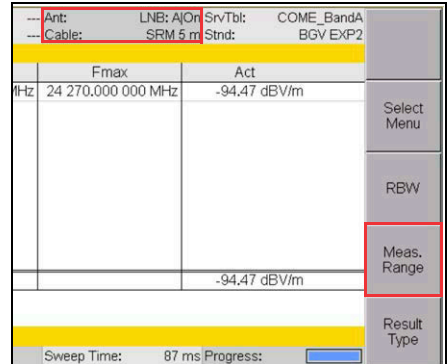 --- Ant: LNB: A|On SrvTbl: COME_BandA
--- Cable: SRM 5 m Stnd: BGV EXP2
Fmax Act
MHz 24 270.000 000 MHz -94.47 dBV/m
-94.47 dBV/m
Select
Menu
RBW
Meas.
Range
Result
Type
Sweep Time: 87 ms Progress: